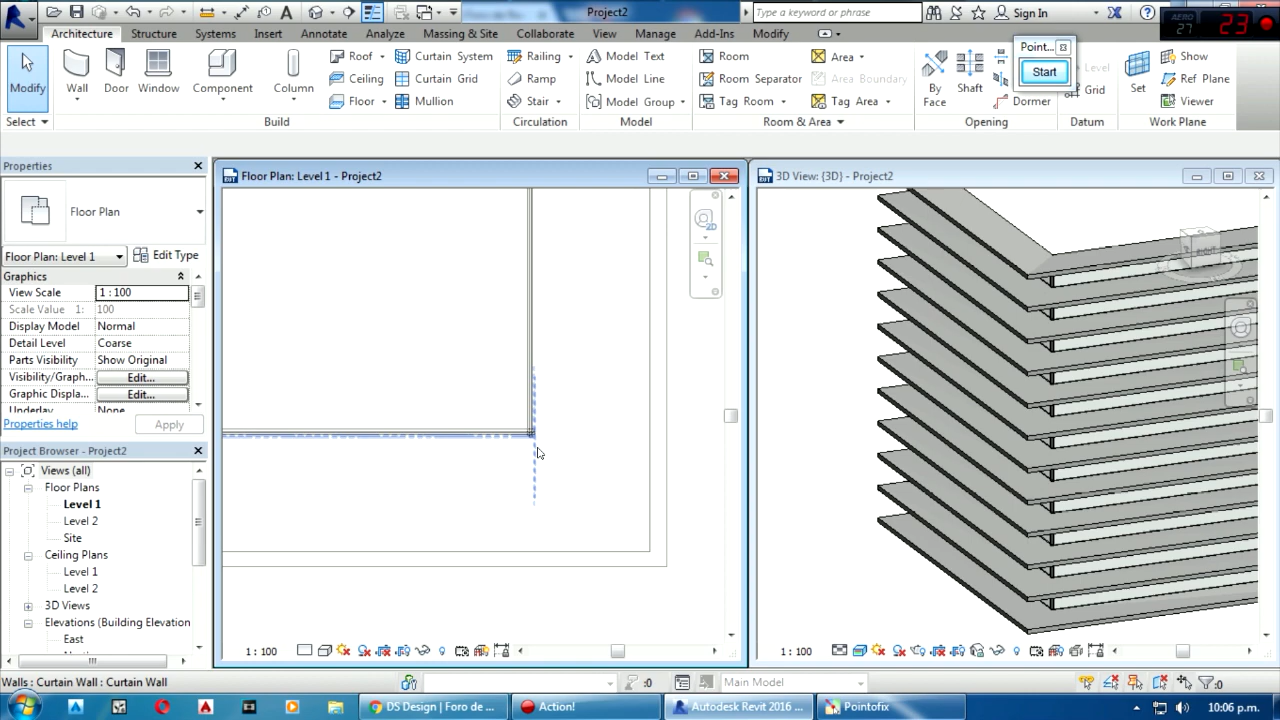 Project2
Type a keyword or phrase
Sign In
AERO
27
23
Architecture
Structure
Systems
Insert
Annotate
Analyze
Massing & 
Collaborate
View
Manage
Add-Ins
Modify
Point...
Start
Modify
Wall
Door
Window
Component
Column
Roof
Ceiling
Floor
Curtain System
Curtain Grid
Mullion
Railing
Ramp
Stair
Model Text
Model Line
Model Group
Room
Room Separator
Tag Room
Area
Area Boundary
Tag Area
By
Face
Shaft
Dormer
Level
Grid
Set
Show
Ref Plane
Viewer
Select
Build
Circulation
Model
Room & Area
Opening
Datum
Work Plane
Properties
Floor Plan
Floor Plan: Level 1
Edit Type
Graphics
View Scale
1 : 100
Scale Value 1:
100
Display Model
Normal
Detail Level
Coarse
Parts Visibility
Show Original
Visibility/Graph...
Edit...
Graphic Displa...
Edit...
Underlay
None
Properties help
Apply
Project Browser - Project2
Views (all)
Floor Plans
Level 1
Level 2
Site
Ceiling Plans
Level 1
Level 2
3D Views
Elevations (Building Elevation
East
Floor Plan: Level 1 - Project2
2D
1 : 100
3D View: {3D} - Project2
RIGHT
1 : 100
Walls : Curtain Wall : Curtain Wall
:0
Main Model
:0
DS Design | Foro de ...
Action!
Autodesk Revit 2016 ...
Pointofix
10:06 p.m.